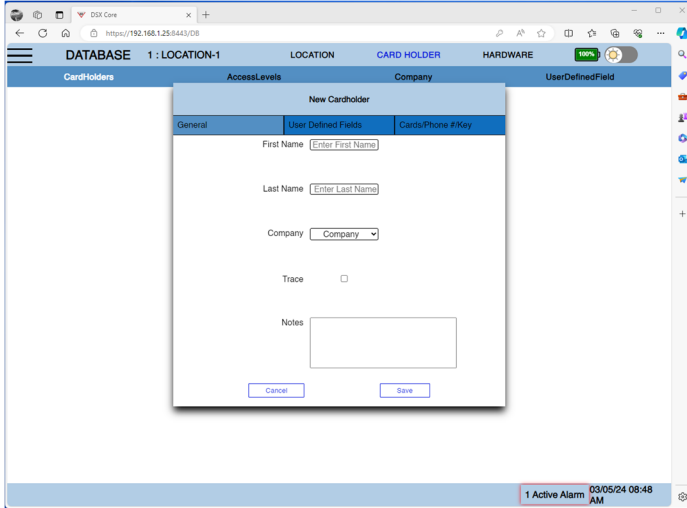 DSX Core
https://192.168.1.25:8443/DB
DATABASE 1 : LOCATION-1 LOCATION CARD HOLDER HARDWARE 100%
CardHolders AccessLevels Company UserDefinedField
New Cardholder
General User Defined Fields Cards/Phone #/Key
First Name Enter First Name
Last Name Enter Last Name
Company Company
Trace
Notes
Cancel Save
1 Active Alarm 03/05/24 08:48
AM